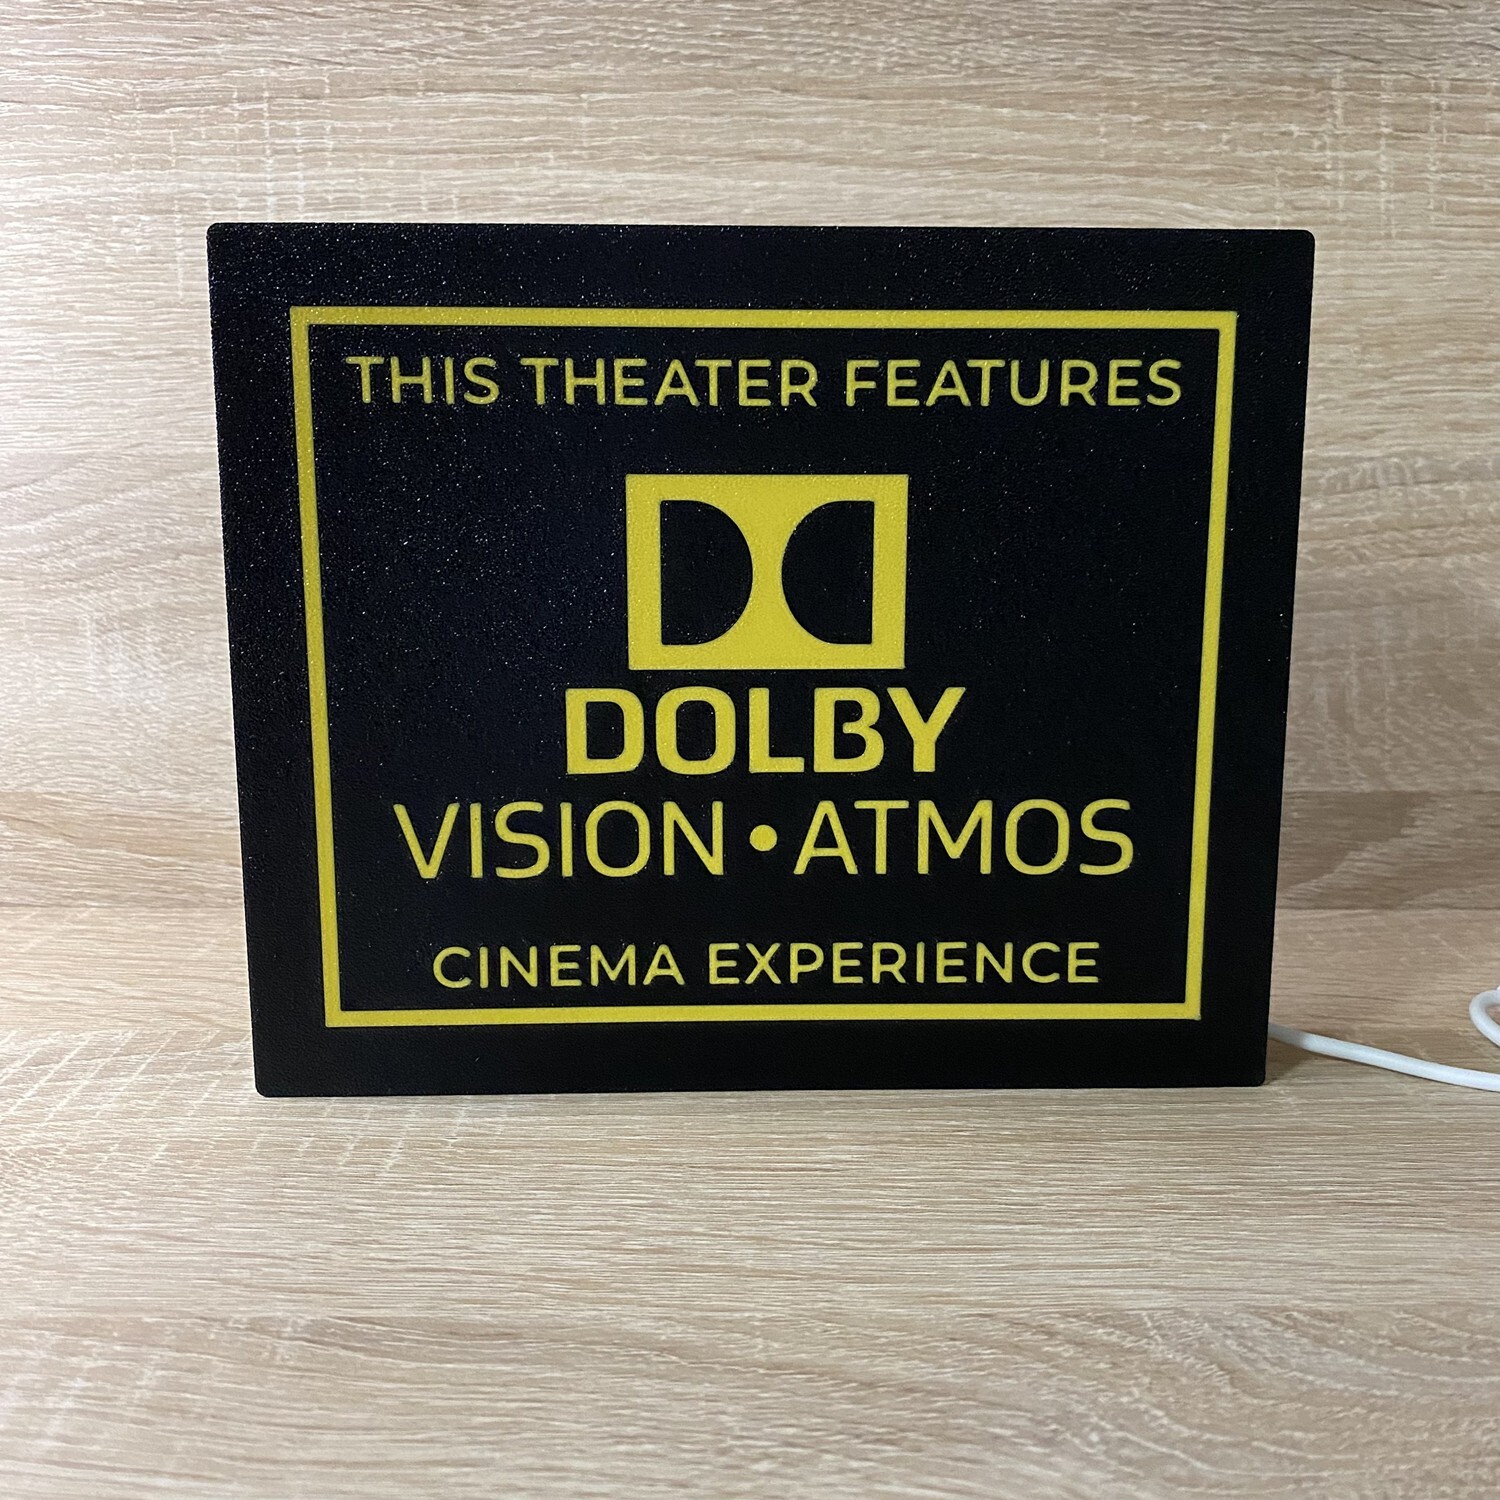 THIS THEATER FEATURES
DOLBY
VISION•ATMOS
CINEMA EXPERIENCE